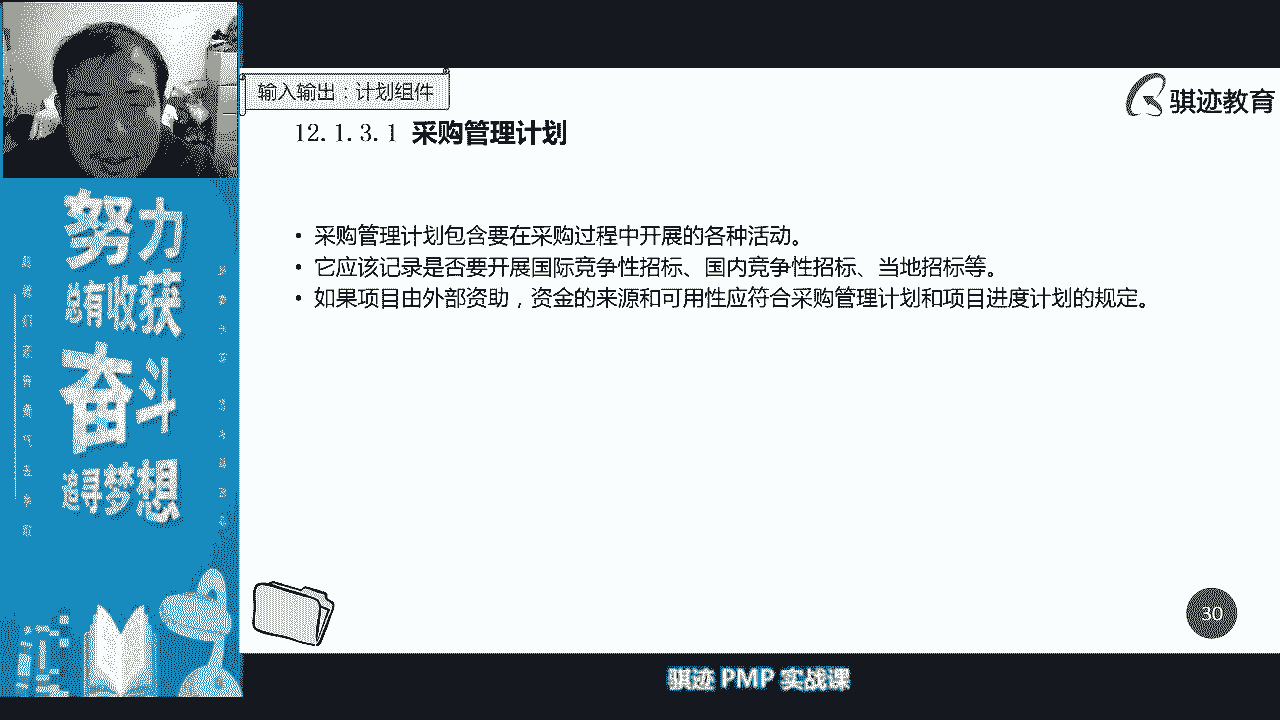 输入输出：计划组件
骐迹教育
12.1.3.1 采购管理计划
• 采购管理计划包含要在采购过程中开展的各种活动。
• 它应该记录是否要开展国际竞争性招标、国内竞争性招标、当地招标等。
• 如果项目由外部资助，资金的来源和可用性应符合采购管理计划和项目进度计划的规定。
努力
总有收获
奋斗
追寻梦想
30
骐迹 PMP 实战课